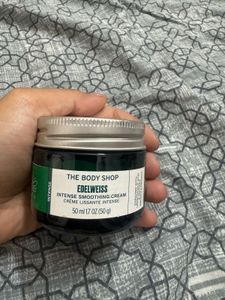 THE BODY SHOP
EDELWEISS
INTENSE SMOOTHING CREAM
CRÈME LISSANTE INTENSE
50 ml 1.7 OZ (50 g)